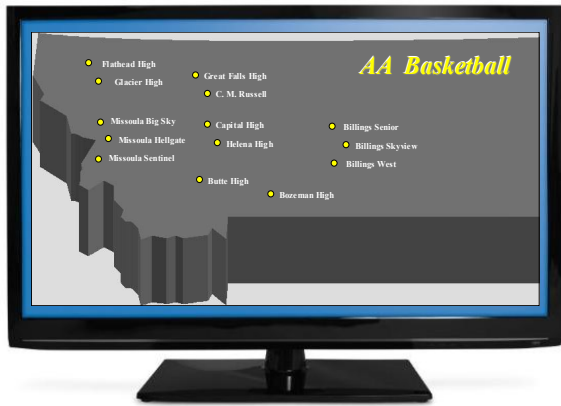 AA Basketball
Flathead High
Glacier High
Great Falls High
C. M. Russell
Missoula Big Sky
Missoula Hellgate
Missoula Sentinel
Capital High
Helena High
Billings Senior
Billings Skyview
Billings West
Butte High
Bozeman High